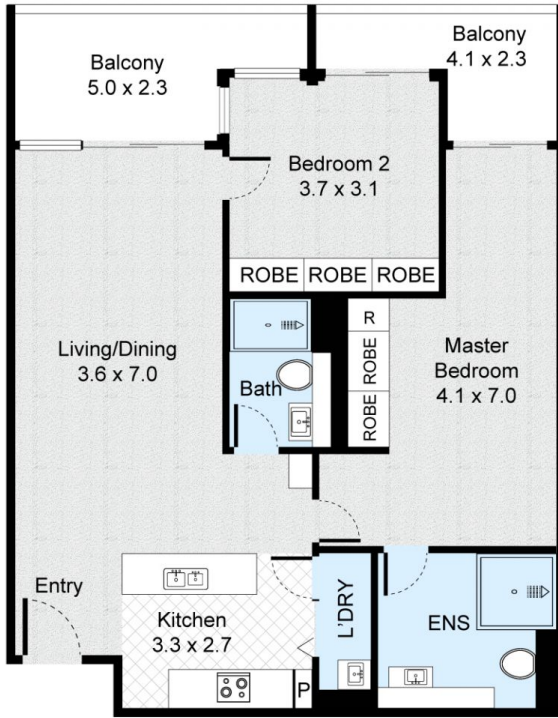 Balcony
5.0 x 2.3
Balcony
4.1 x 2.3
Bedroom 2
3.7 x 3.1
ROBE ROBE ROBE
R
ROBE
ROBE
Living/Dining
3.6 x 7.0
Bath
Master
Bedroom
4.1 x 7.0
Entry
Kitchen
3.3 x 2.7
P
L'DRY
ENS